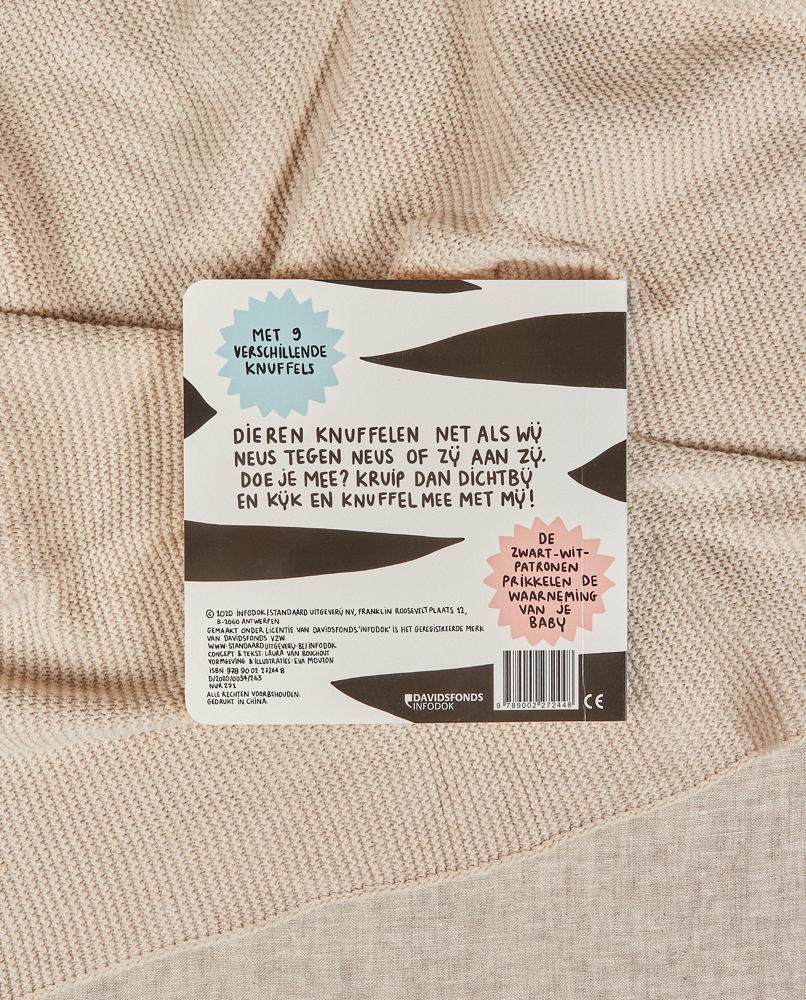 MET 9
VERSCHILLENDE
KNUFFELS
DIEREN KNUFFELEN NET ALS WIJ
NEUS TEGEN NEUS OF ZIJ AAN ZIJ.
DOE JE MEE? KRUIP DAN DICHTBIJ
EN KIJK EN KNUFFEL MEE MET MIJ!
DE
ZWART-WIT-
PATRONEN
PRIKKELEN DE
WAARNEMING
VAN JE
BABY
© 2020 INFODOK/STANDAARD UITGEVERIJ NV, FRANKLIN ROOSEVELTPLAATS 12,
B-2060 ANTWERPEN
GEMAAKT ONDER LICENTIE VAN DAVIDSFONDS.'INFODOK' IS HET GEREGISTREERDE MERK
VAN DAVIDSFONDS VZW.
WWW.STANDAARDUITGEVERIJ.BE/INFODOK
CONCEPT & TEKST: LAURA VAN BOUCHOUT
VORMGEVING & ILLUSTRATIES: EVA MOUTON
ISBN 978 90 02 27244 8
D/2020/0034/263
NUR 271
ALLE RECHTEN VOORBEHOUDEN.
GEDRUKT IN CHINA.
DAVIDSFONDS
INFODOK
9 789002 272448
CE